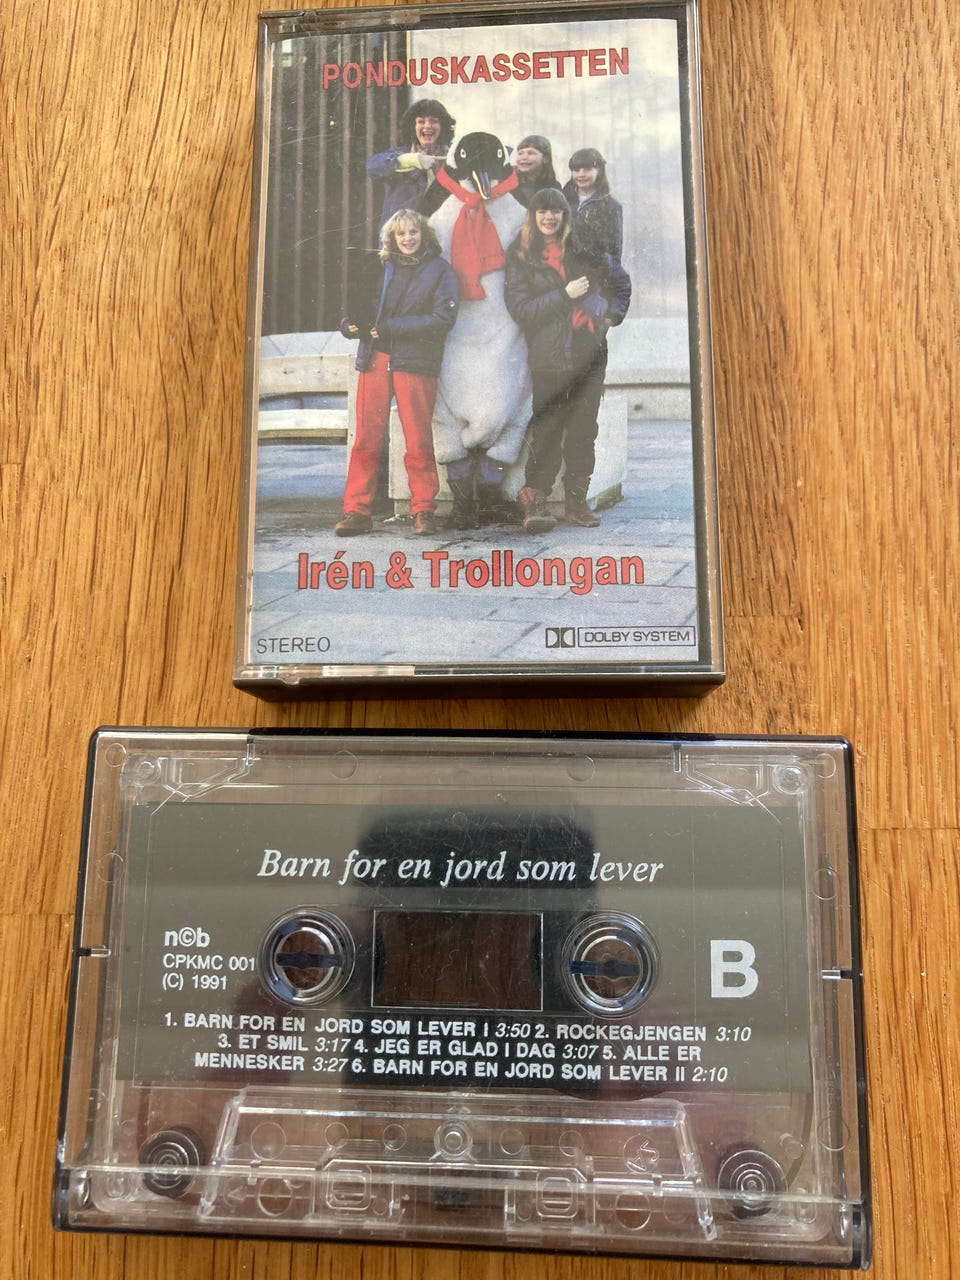 PONDUSKASSETTEN
Irén & Trollongan
STEREO
DOLBY SYSTEM
Barn for en jord som lever
n©b
CPKMC 001
(C) 1991
B
1. BARN FOR EN JORD SOM LEVER I 3:50 2. ROCKEGJENGEN 3:10
3. ET SMIL 3:17 4. JEG ER GLAD I DAG 3:07 5. ALLE ER
MENNESKER 3:27 6. BARN FOR EN JORD SOM LEVER II 2:10